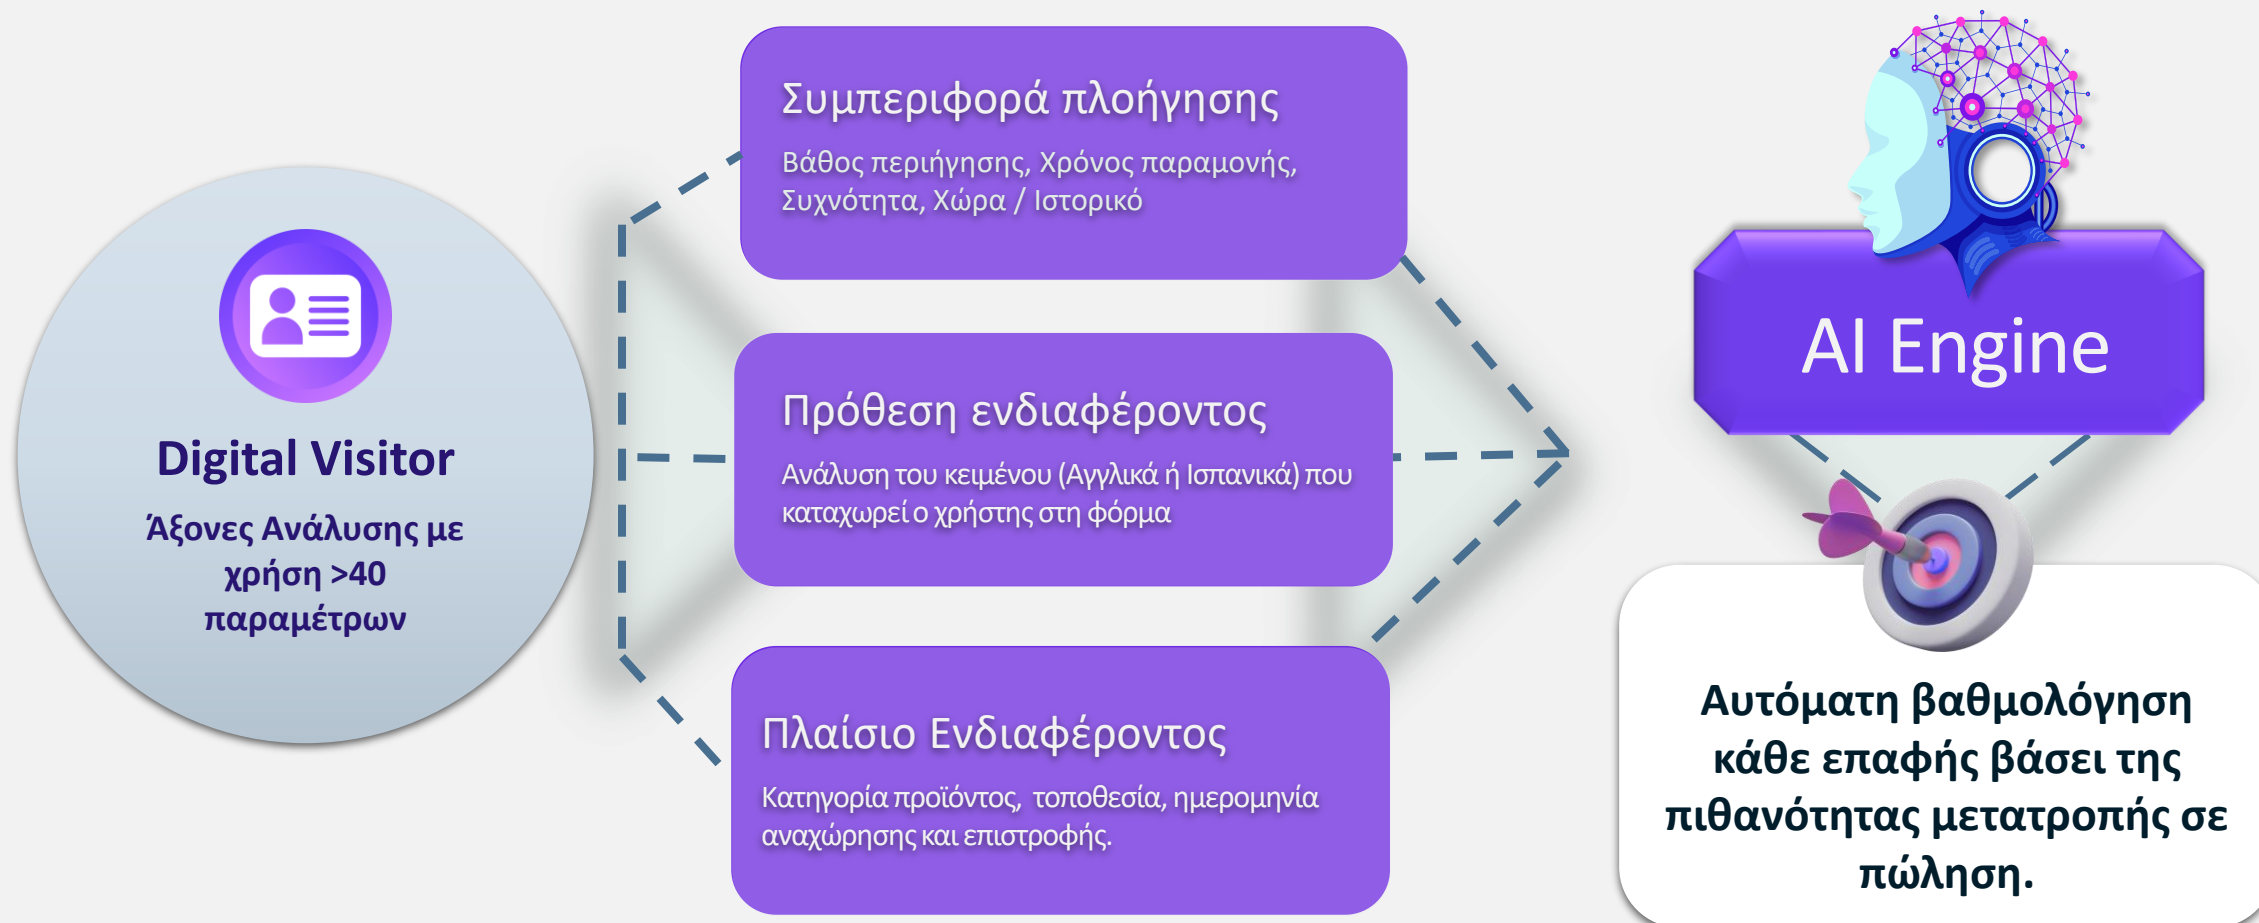 Digital Visitor
Άξονες Ανάλυσης με
χρήση >40
παραμέτρων
Συμπεριφορά πλοήγησης
Βάθος περιήγησης, Χρόνος παραμονής,
Συχνότητα, Χώρα / Ιστορικό
Πρόθεση ενδιαφέροντος
Ανάλυση του κειμένου (Αγγλικά ή Ισπανικά) που
καταχωρεί ο χρήστης στη φόρμα
Πλαίσιο Ενδιαφέροντος
Κατηγορία προϊόντος, τοποθεσία, ημερομηνία
αναχώρησης και επιστροφής.
AI Engine
Αυτόματη βαθμολόγηση
κάθε επαφής βάσει της
πιθανότητας μετατροπής σε
πώληση.